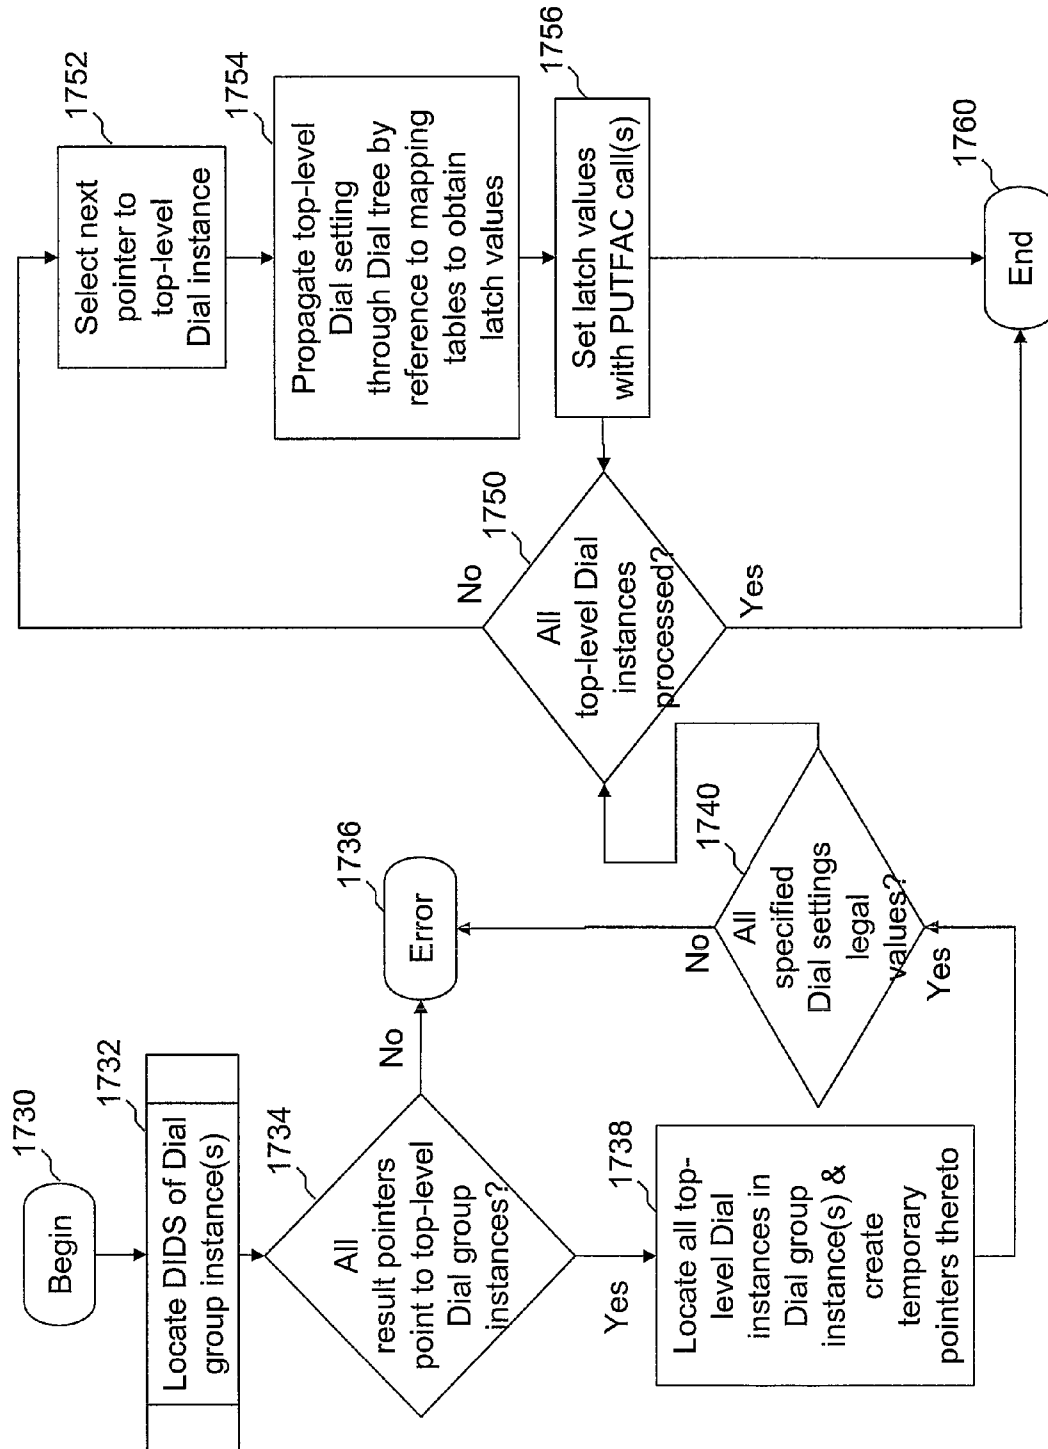 1730
Begin
1732
Locate DIDS of Dial
group instance(s)
1734
All
result pointers
point to top-level
Dial group
instances?
No
Yes
1736
Error
1738
Locate all top-
level Dial
instances in
Dial group
instance(s) &
create
temporary
pointers thereto
1740
All
specified
Dial settings
legal
values?
No
Yes
1750
All
top-level Dial
instances
processed?
No
Yes
1752
Select next
pointer to
top-level
Dial instance
1754
Propagate top-level
Dial setting
through Dial tree by
reference to mapping
tables to obtain
latch values
1756
Set latch values
with PUTFAC call(s)
1760
End